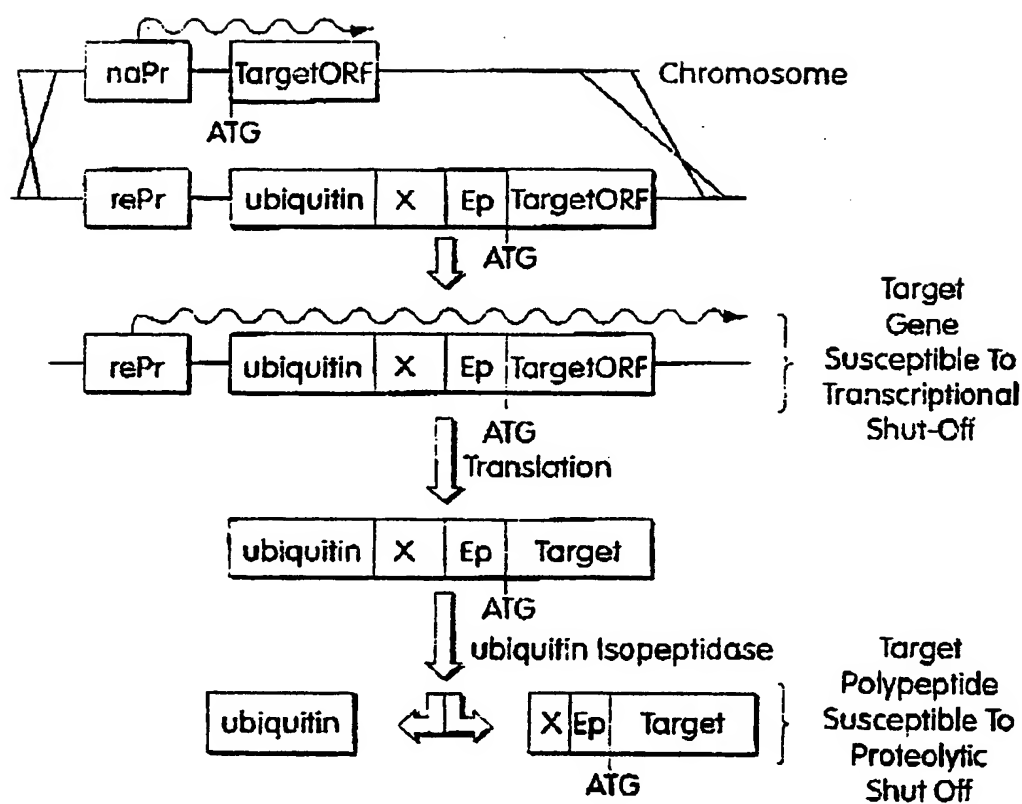 naPr TargetORF Chromosome
ATG
rePr ubiquitin X Ep TargetORF
ATG
rePr ubiquitin X Ep TargetORF
ATG
Target
Gene
Susceptible To
Transcriptional
Shut-Off
Translation
ubiquitin X Ep Target
ATG
ubiquitin Isopeptidase
ubiquitin X Ep Target
ATG
Target
Polypeptide
Susceptible To
Proteolytic
Shut Off